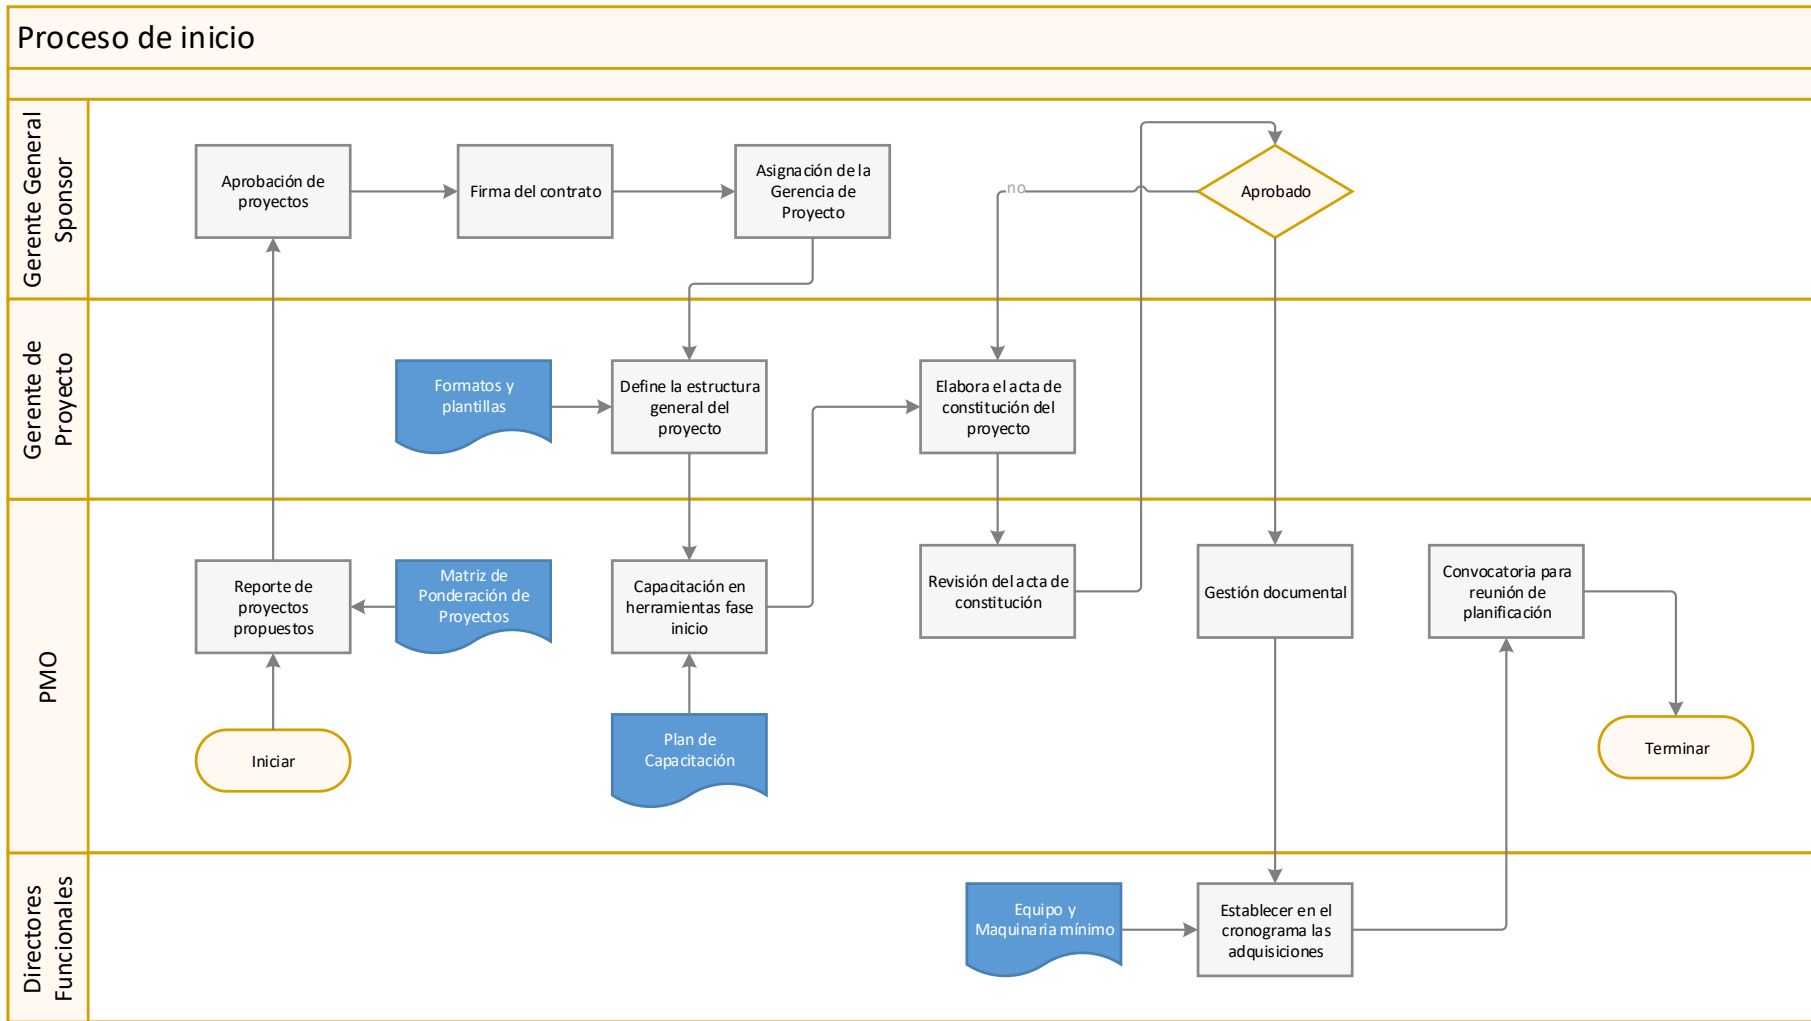 Proceso de inicio
Gerente General
Sponsor
Aprobación de
proyectos
Firma del contrato
Asignación de la
Gerencia de
Proyecto
no
Aprobado
Gerente de
Proyecto
Formatos y
plantillas
Define la estructura
general del
proyecto
Elabora el acta de
constitución del
proyecto
PMO
Reporte de
proyectos
propuestos
Matriz de
Ponderación de
Proyectos
Capacitación en
herramientas fase
inicio
Revisión del acta de
constitución
Gestión documental
Convocatoria para
reunión de
planificación
Iniciar
Plan de
Capacitación
Terminar
Directores
Funcionales
Equipo y
Maquinaria mínimo
Establecer en el
cronograma las
adquisiciones